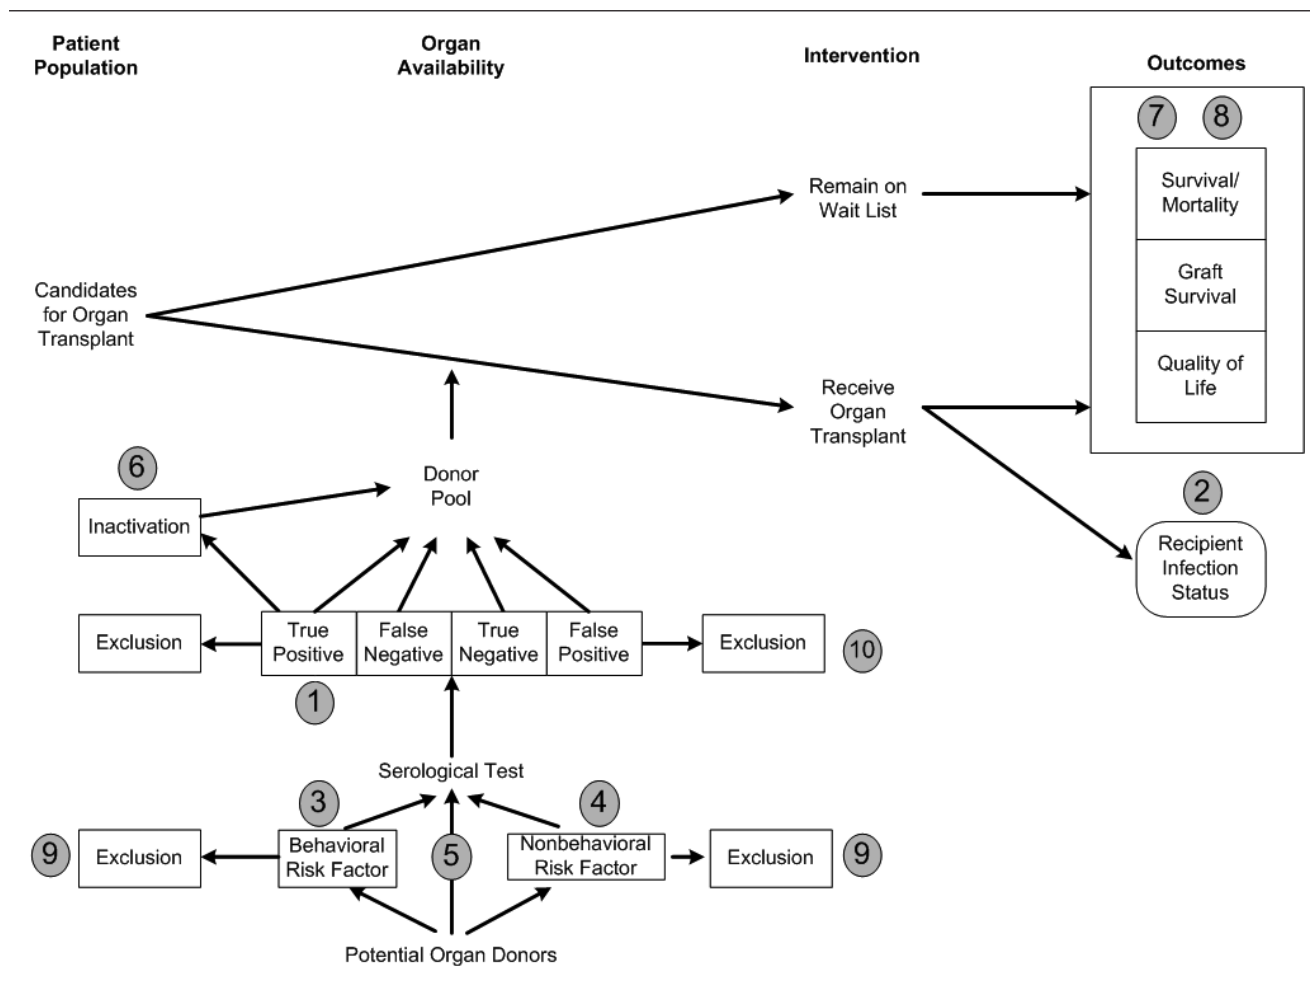 Patient
Population
Organ
Availability
Intervention
Outcomes
7
8
Survival/
Mortality
Graft
Survival
Quality of
Life
Remain on
Wait List
Candidates
for Organ
Transplant
Receive
Organ
Transplant
6
Inactivation
Donor
Pool
2
Recipient
Infection
Status
Exclusion
True
Positive
False
Negative
True
Negative
False
Positive
Exclusion
10
1
Serological Test
3
4
9
Exclusion
Behavioral
Risk Factor
5
Nonbehavioral
Risk Factor
Exclusion
9
Potential Organ Donors